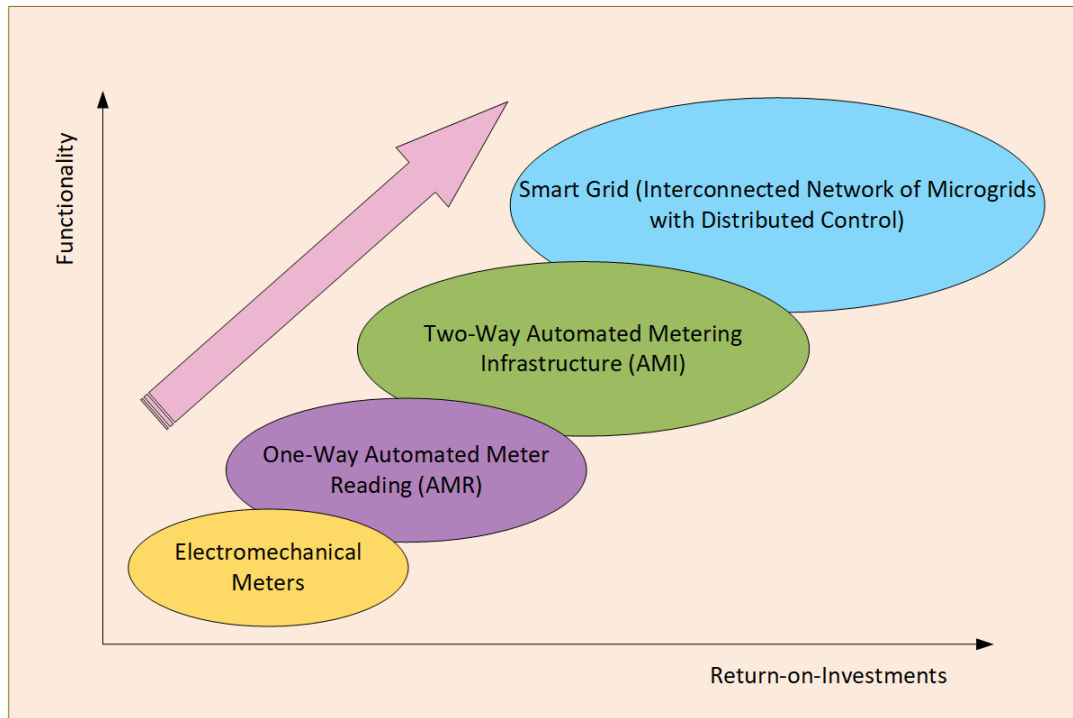 Functionality
Smart Grid (Interconnected Network of Microgrids
with Distributed Control)
Two-Way Automated Metering
Infrastructure (AMI)
One-Way Automated Meter
Reading (AMR)
Electromechanical
Meters
Return-on-Investments